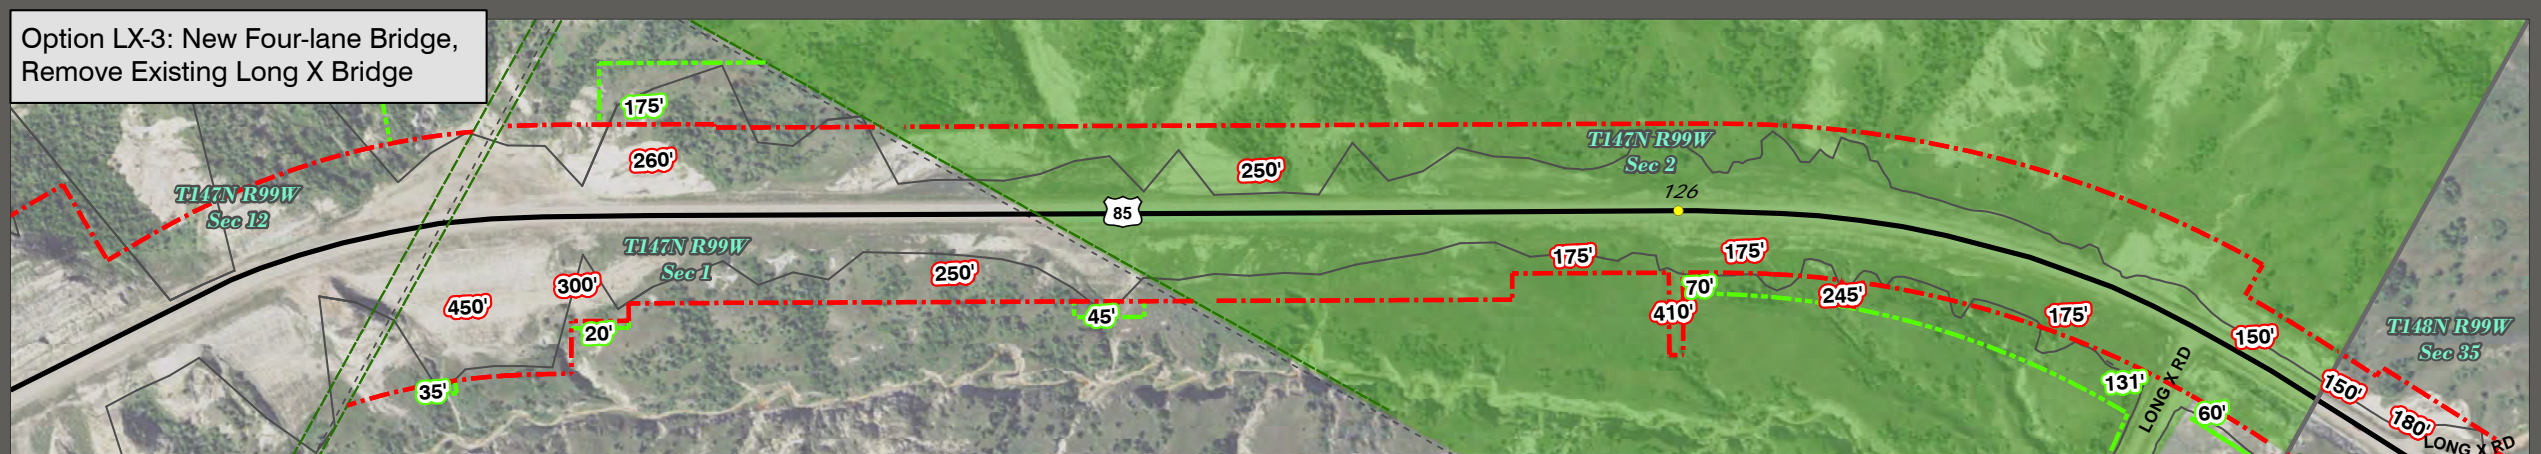 Option LX-3: New Four-lane Bridge,
Remove Existing Long X Bridge
175'
260'
T147N R99W
Sec 12
250'
T147N R99W
Sec 2
126
85
T147N R99W
Sec 1
300'
450'
250'
20'
35'
45'
175'
175'
70'
410'
245'
175'
150'
T148N R99W
Sec 35
131'
LONG X RD
60'
150'
180'
LONG X RD